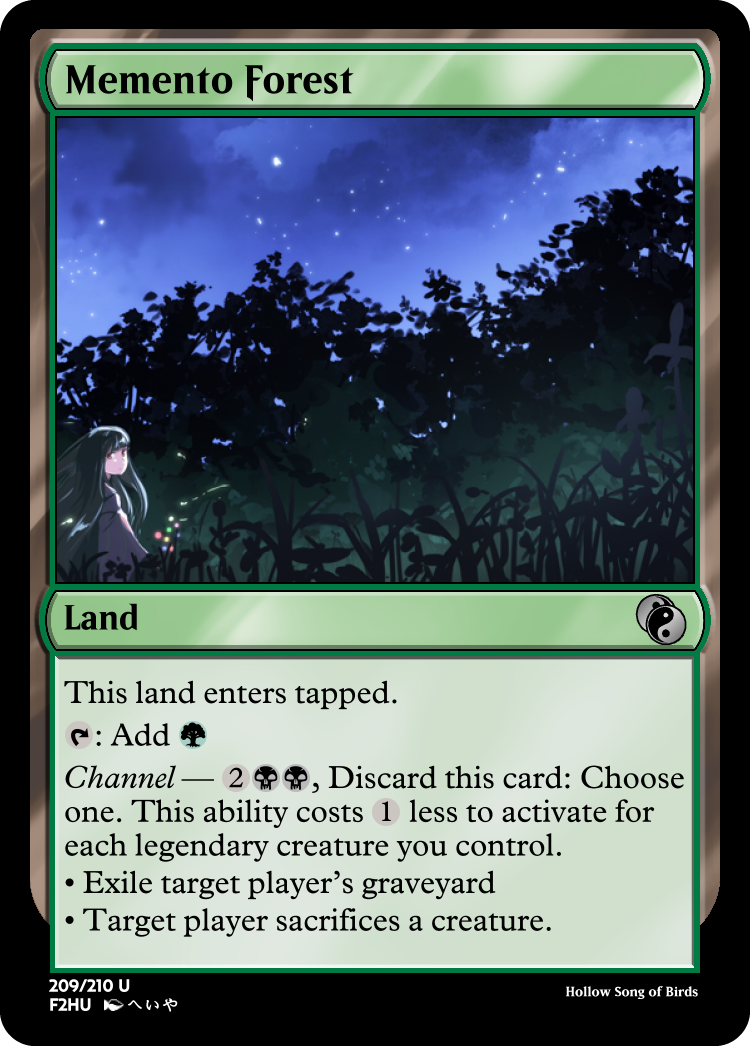 Memento Forest
Land
This land enters tapped.
: Add
Channel — 2, Discard this card: Choose
one. This ability costs 1 less to activate for
each legendary creature you control.
• Exile target player's graveyard
• Target player sacrifices a creature.
209/210 U
F2HU へいや
Hollow Song of Birds